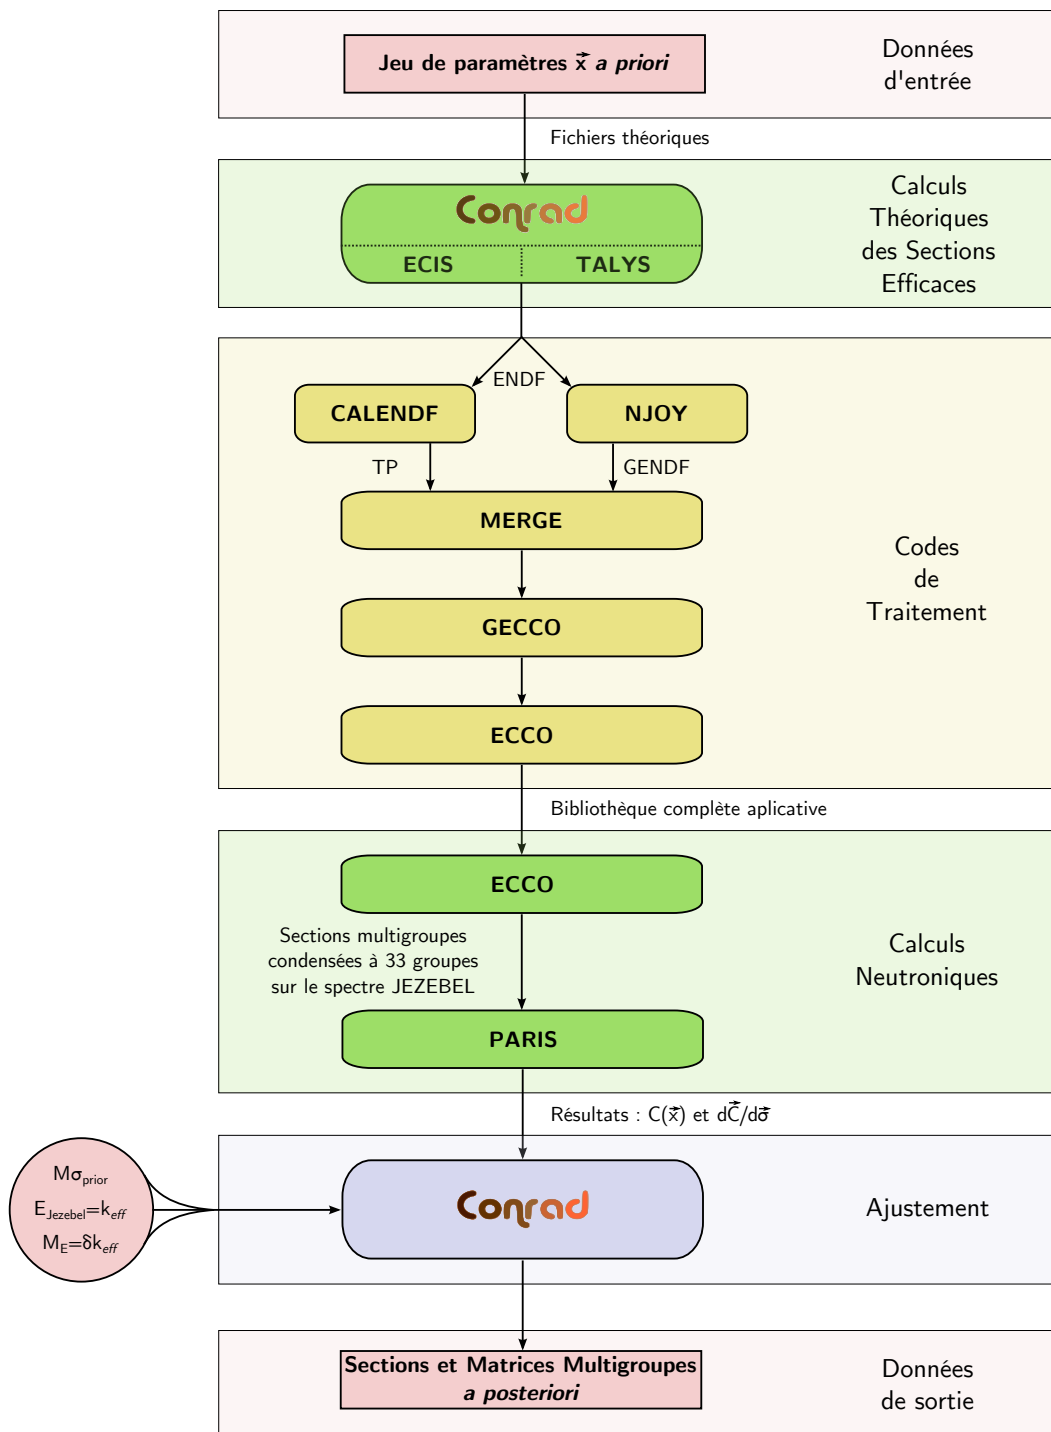 Jeu de paramètres x⃗ a priori
Données
d'entrée
Fichiers théoriques
Conrad
ECIS
TALYS
Calculs
Théoriques
des Sections
Efficaces
ENDF
CALENDF
NJOY
TP
GENDF
MERGE
GECCO
ECCO
Codes
de
Traitement
Bibliothèque complète aplicative
ECCO
Sections multigroupes
condensées à 33 groupes
sur le spectre JEZEBEL
PARIS
Calculs
Neutroniques
Résultats : C(x⃗) et dC⃗/dσ⃗
Mσprior
EJezebel=keff
ME=δkeff
Conrad
Ajustement
Sections et Matrices Multigroupes
a posteriori
Données
de sortie